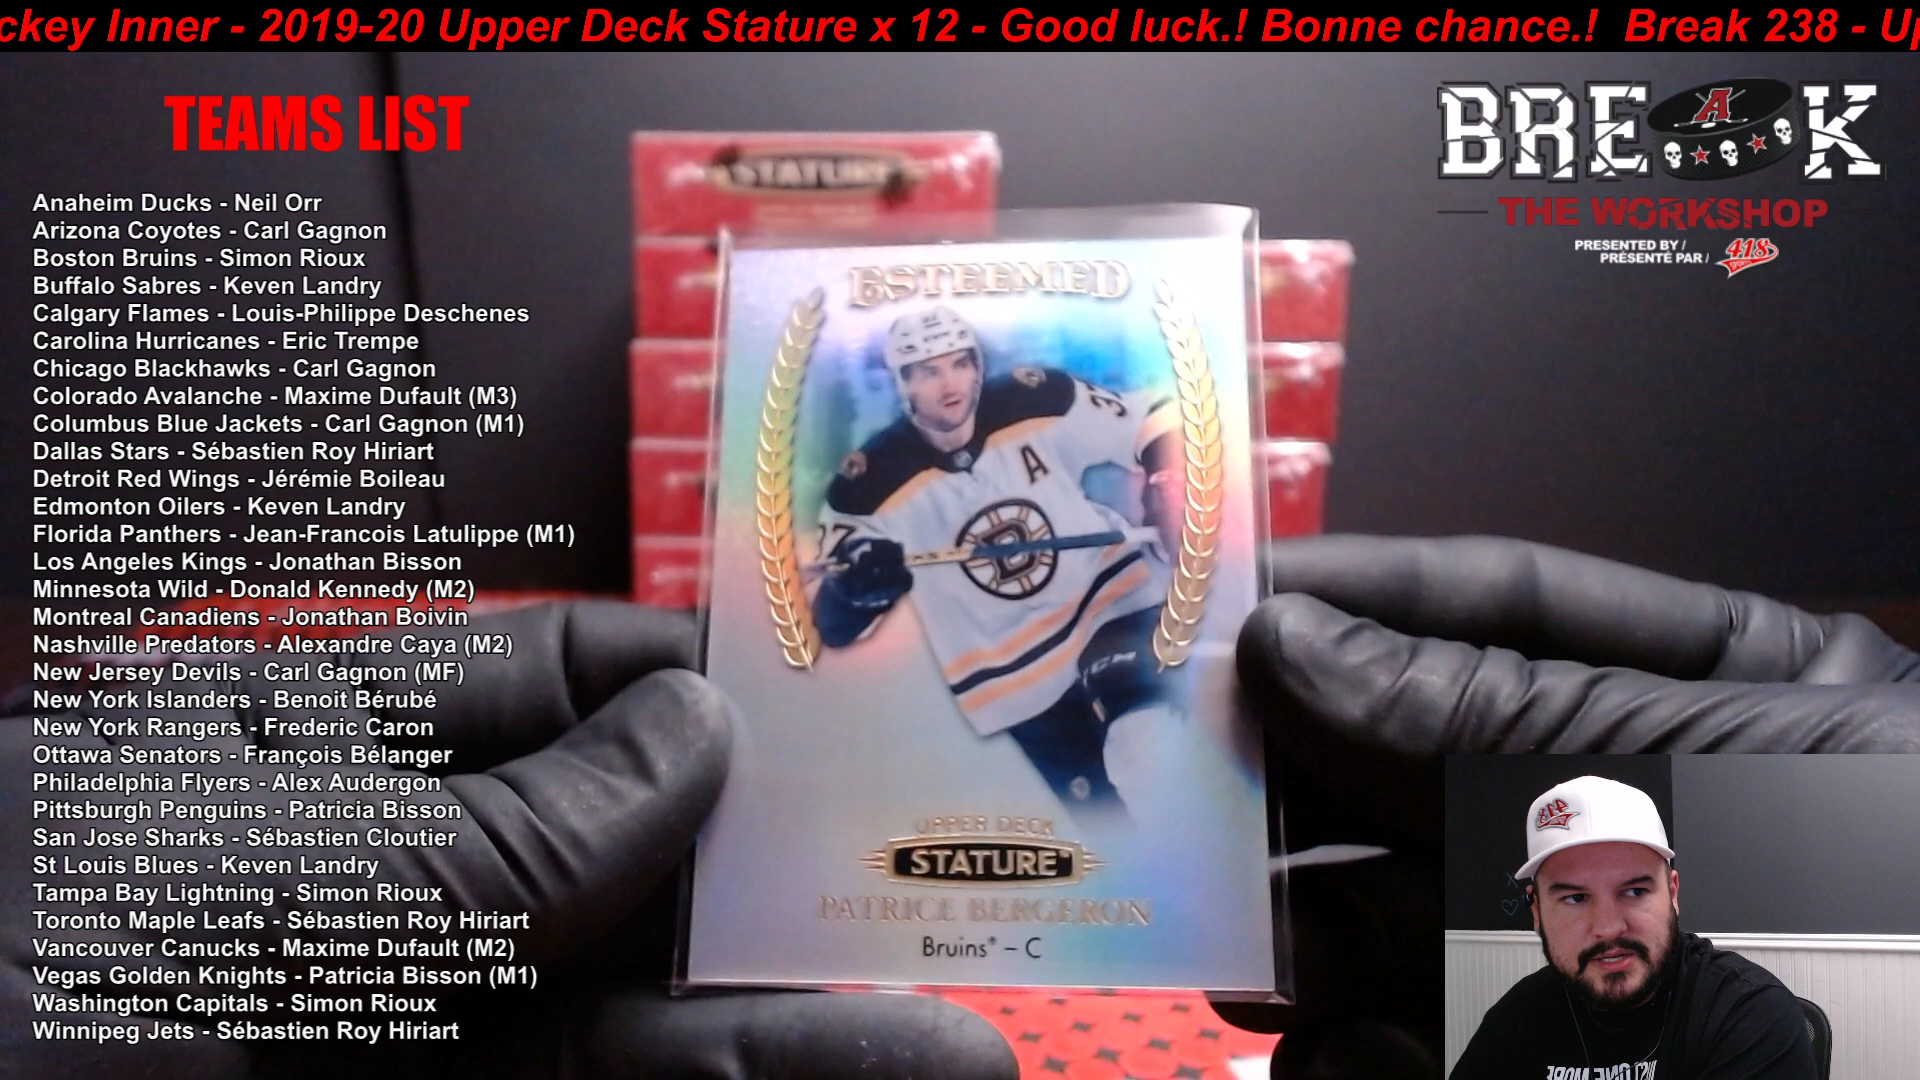 ckey Inner - 2019-20 Upper Deck Stature x 12 - Good luck.! Bonne chance.! Break 238 - Up
TEAMS LIST
Anaheim Ducks - Neil Orr
Arizona Coyotes - Carl Gagnon
Boston Bruins - Simon Rioux
Buffalo Sabres - Keven Landry
Calgary Flames - Louis-Philippe Deschenes
Carolina Hurricanes - Eric Trempe
Chicago Blackhawks - Carl Gagnon
Colorado Avalanche - Maxime Dufault (M3)
Columbus Blue Jackets - Carl Gagnon (M1)
Dallas Stars - Sébastien Roy Hiriart
Detroit Red Wings - Jérémie Boileau
Edmonton Oilers - Keven Landry
Florida Panthers - Jean-Francois Latulippe (M1)
Los Angeles Kings - Jonathan Bisson
Minnesota Wild - Donald Kennedy (M2)
Montreal Canadiens - Jonathan Boivin
Nashville Predators - Alexandre Caya (M2)
New Jersey Devils - Carl Gagnon (MF)
New York Islanders - Benoit Bérubé
New York Rangers - Frederic Caron
Ottawa Senators - François Bélanger
Philadelphia Flyers - Alex Audergon
Pittsburgh Penguins - Patricia Bisson
San Jose Sharks - Sébastien Cloutier
St Louis Blues - Keven Landry
Tampa Bay Lightning - Simon Rioux
Toronto Maple Leafs - Sébastien Roy Hiriart
Vancouver Canucks - Maxime Dufault (M2)
Vegas Golden Knights - Patricia Bisson (M1)
Washington Capitals - Simon Rioux
Winnipeg Jets - Sébastien Roy Hiriart
STATURE
ESTEEMED
37
A
37
B
CCM
UPPER DECK
STATURE
PATRICE BERGERON
Bruins® – C
BREAK
A
THE WORKSHOP
PRESENTED BY /
PRÉSENTÉ PAR /
418
418
JUST ONE MORE